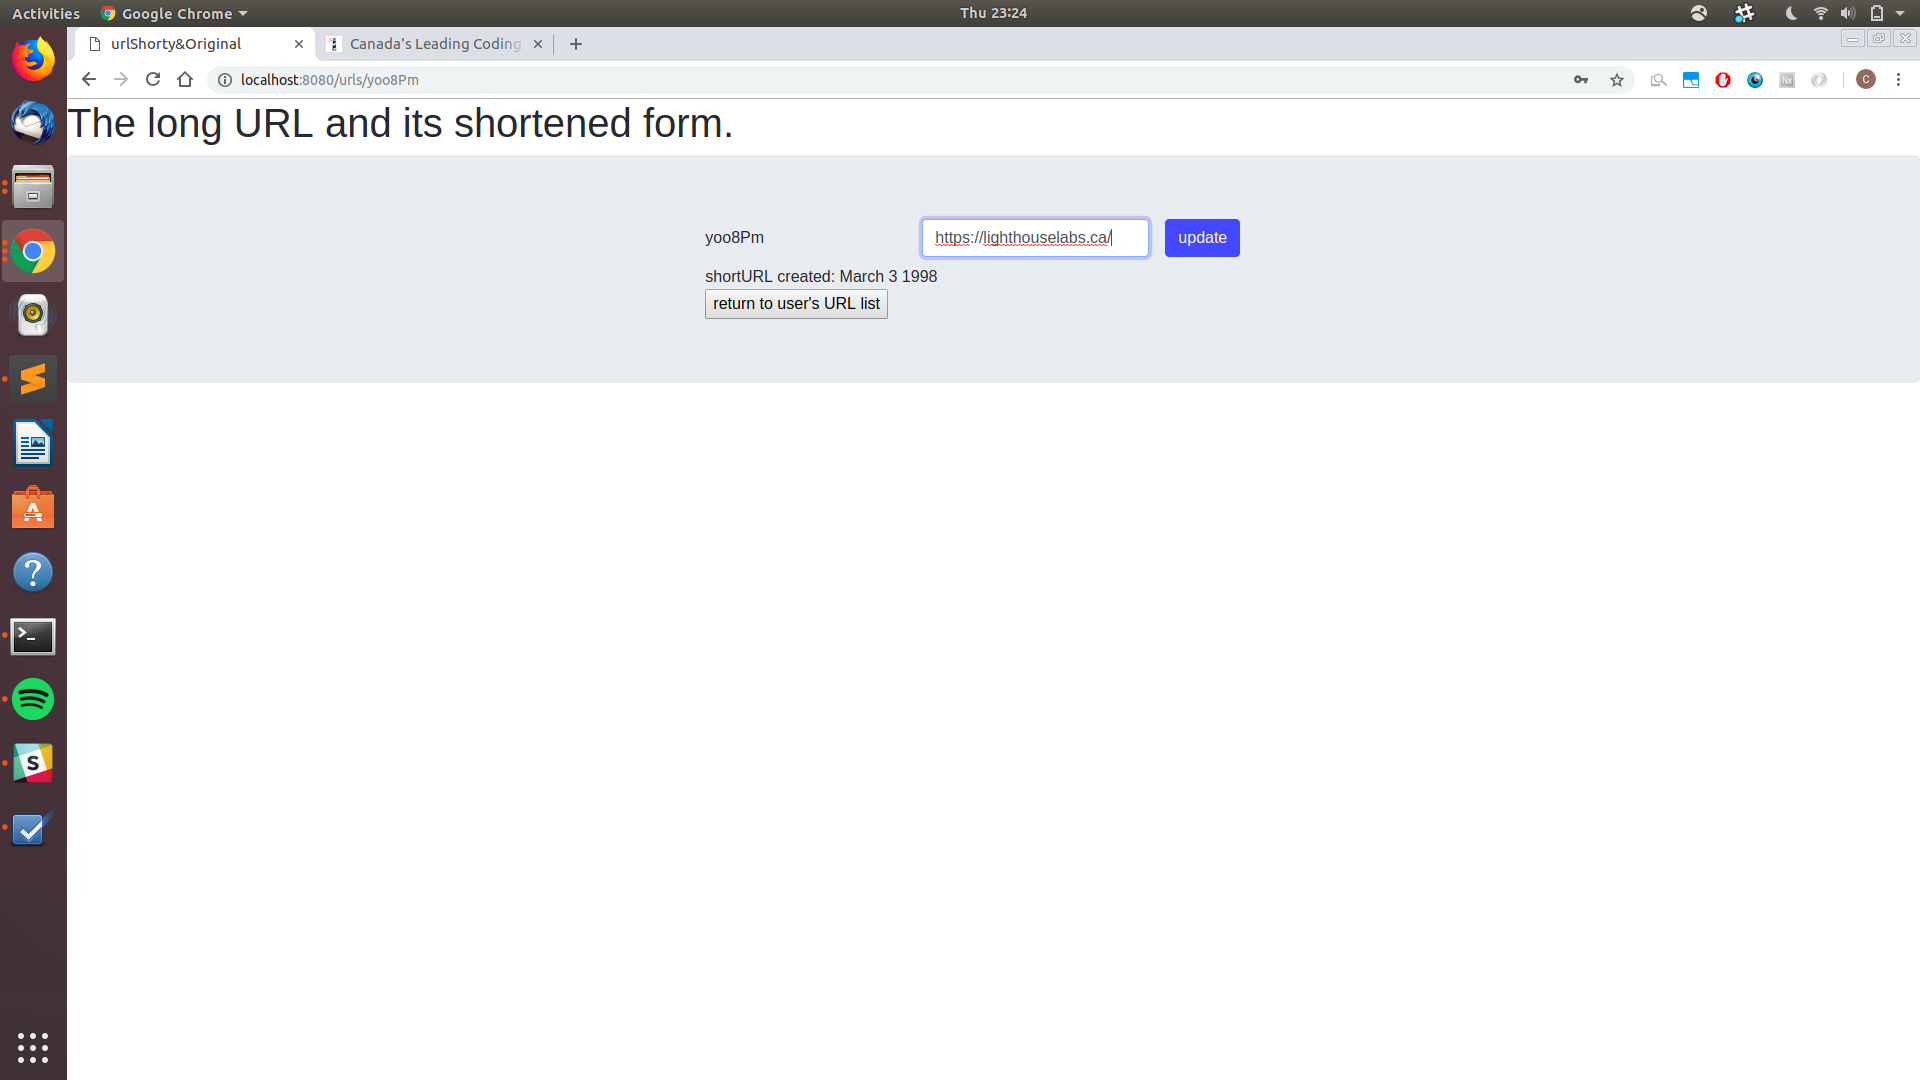 Activities Google Chrome Thu 23:24
urlShorty&Original Canada's Leading Coding
localhost:8080/urls/yoo8Pm C
The long URL and its shortened form.
yoo8Pm https://lighthouselabs.ca/ update
shortURL created: March 3 1998
return to user's URL list